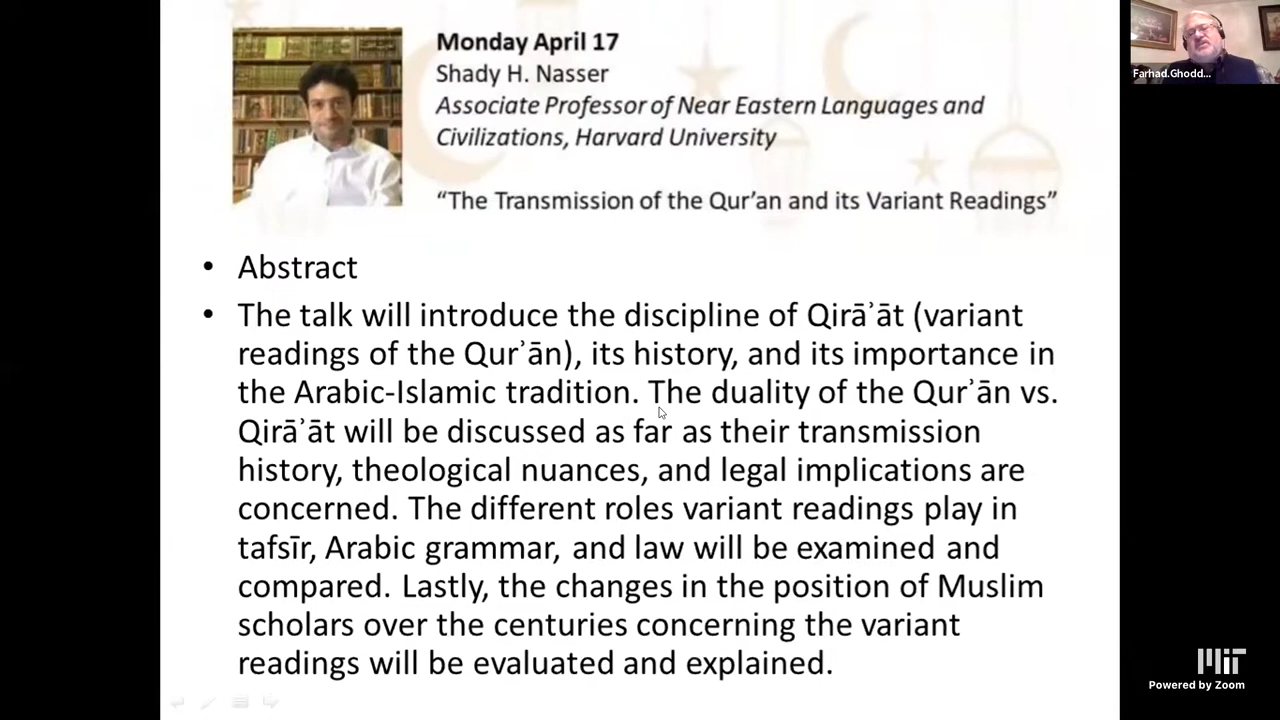 Monday April 17
Shady H. Nasser
Associate Professor of Near Eastern Languages and
Civilizations, Harvard University
“The Transmission of the Qur’an and its Variant Readings”
• Abstract
• The talk will introduce the discipline of Qirāʾāt (variant
readings of the Qurʾān), its history, and its importance in
the Arabic-Islamic tradition. The duality of the Qurʾān vs.
Qirāʾāt will be discussed as far as their transmission
history, theological nuances, and legal implications are
concerned. The different roles variant readings play in
tafsīr, Arabic grammar, and law will be examined and
compared. Lastly, the changes in the position of Muslim
scholars over the centuries concerning the variant
readings will be evaluated and explained.
Farhad.Ghodd...
MIT
Powered by Zoom